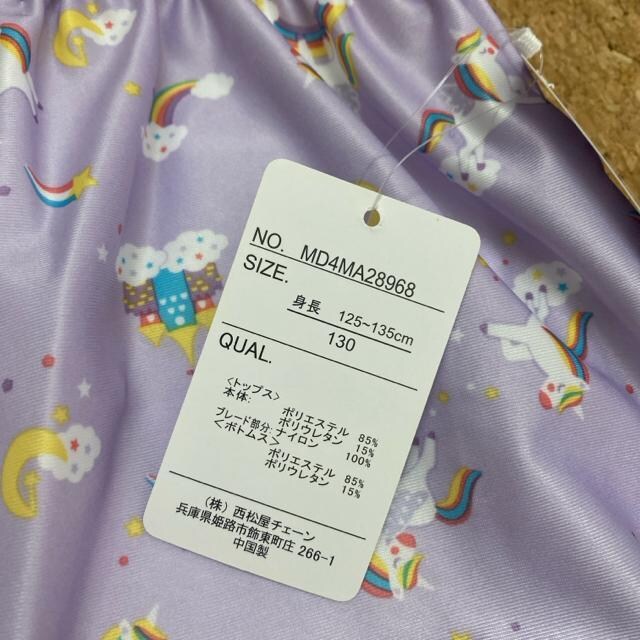 NO. MD4MA28968
SIZE.
身長 125~135cm
130
QUAL.
<トップス>
本体: ポリエステル 85%
ポリウレタン 15%
ブレード部分: ナイロン 100%
<ボトムス>
ポリエステル 85%
ポリウレタン 15%
(株)西松屋チェーン
兵庫県姫路市飾東町庄 266-1
中国製